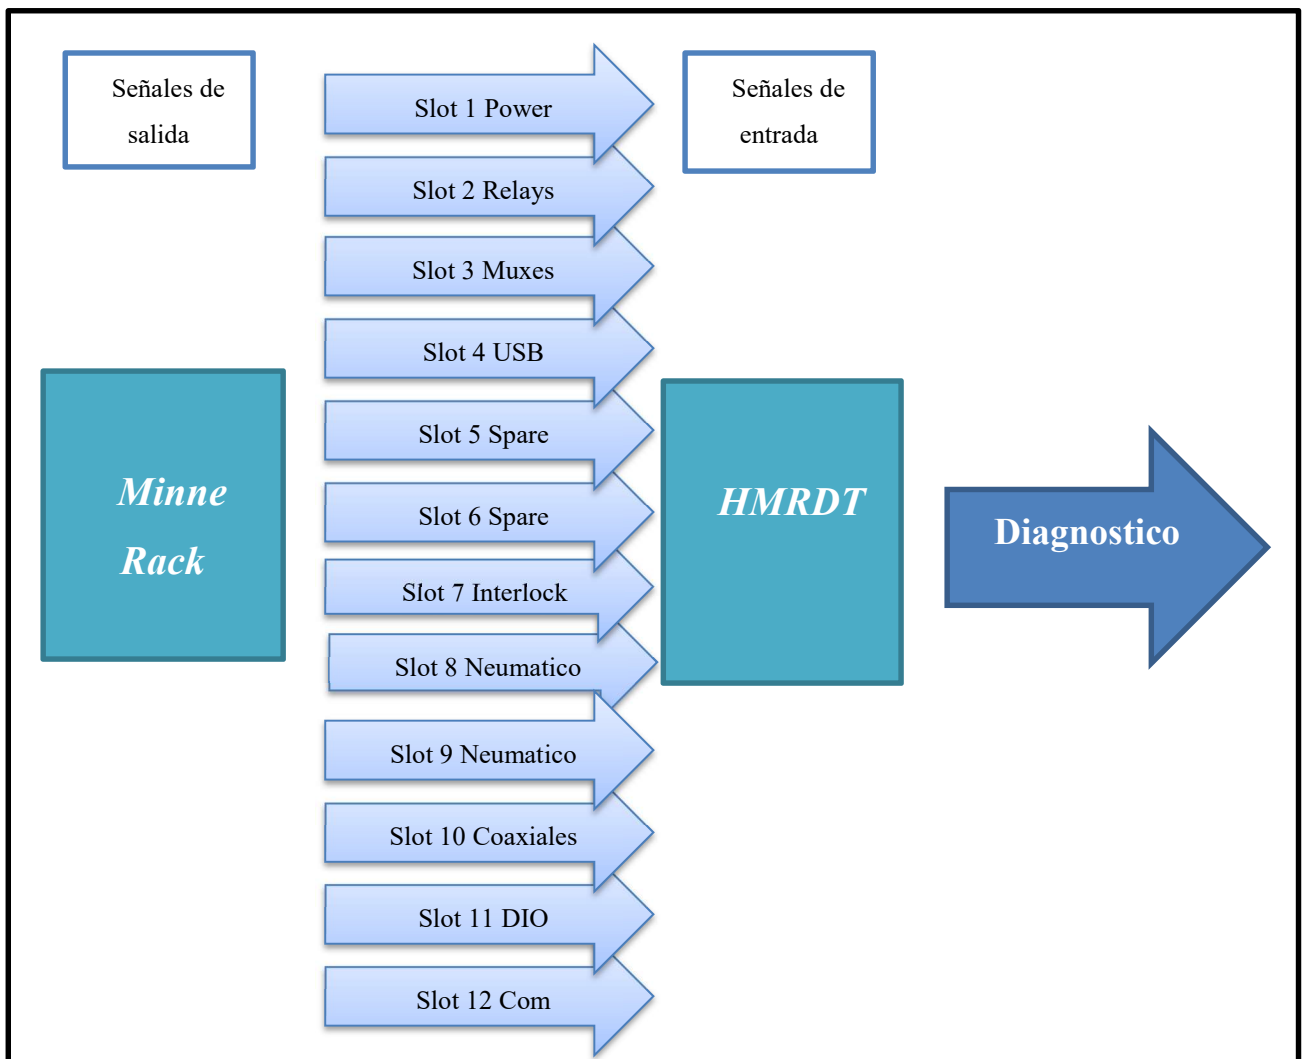 Señales de
salida
Slot 1 Power
Slot 2 Relays
Slot 3 Muxes
Slot 4 USB
Slot 5 Spare
Slot 6 Spare
Slot 7 Interlock
Slot 8 Neumatico
Slot 9 Neumatico
Slot 10 Coaxiales
Slot 11 DIO
Slot 12 Com
Señales de
entrada
Minne
Rack
HMRDT
Diagnostico